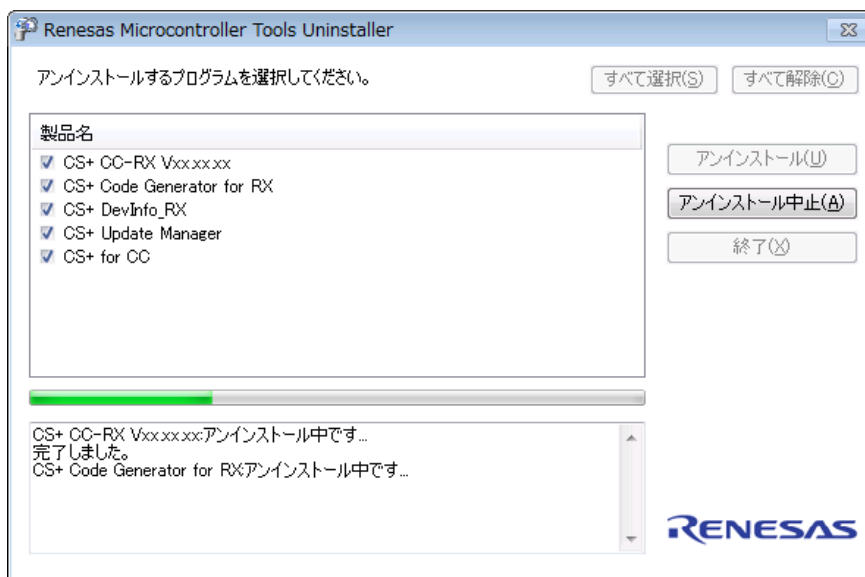 Renesas Microcontroller Tools Uninstaller
アンインストールするプログラムを選択してください。
すべて選択(S)
すべて解除(C)
製品名
CS+ CC-RX Vxx.xx.xx
CS+ Code Generator for RX
CS+ DevInfo_RX
CS+ Update Manager
CS+ for CC
アンインストール(U)
アンインストール中止(A)
終了(X)
CS+ CC-RX Vxx.xx.xx:アンインストール中です...
完了しました。
CS+ Code Generator for RX:アンインストール中です...
RENESAS